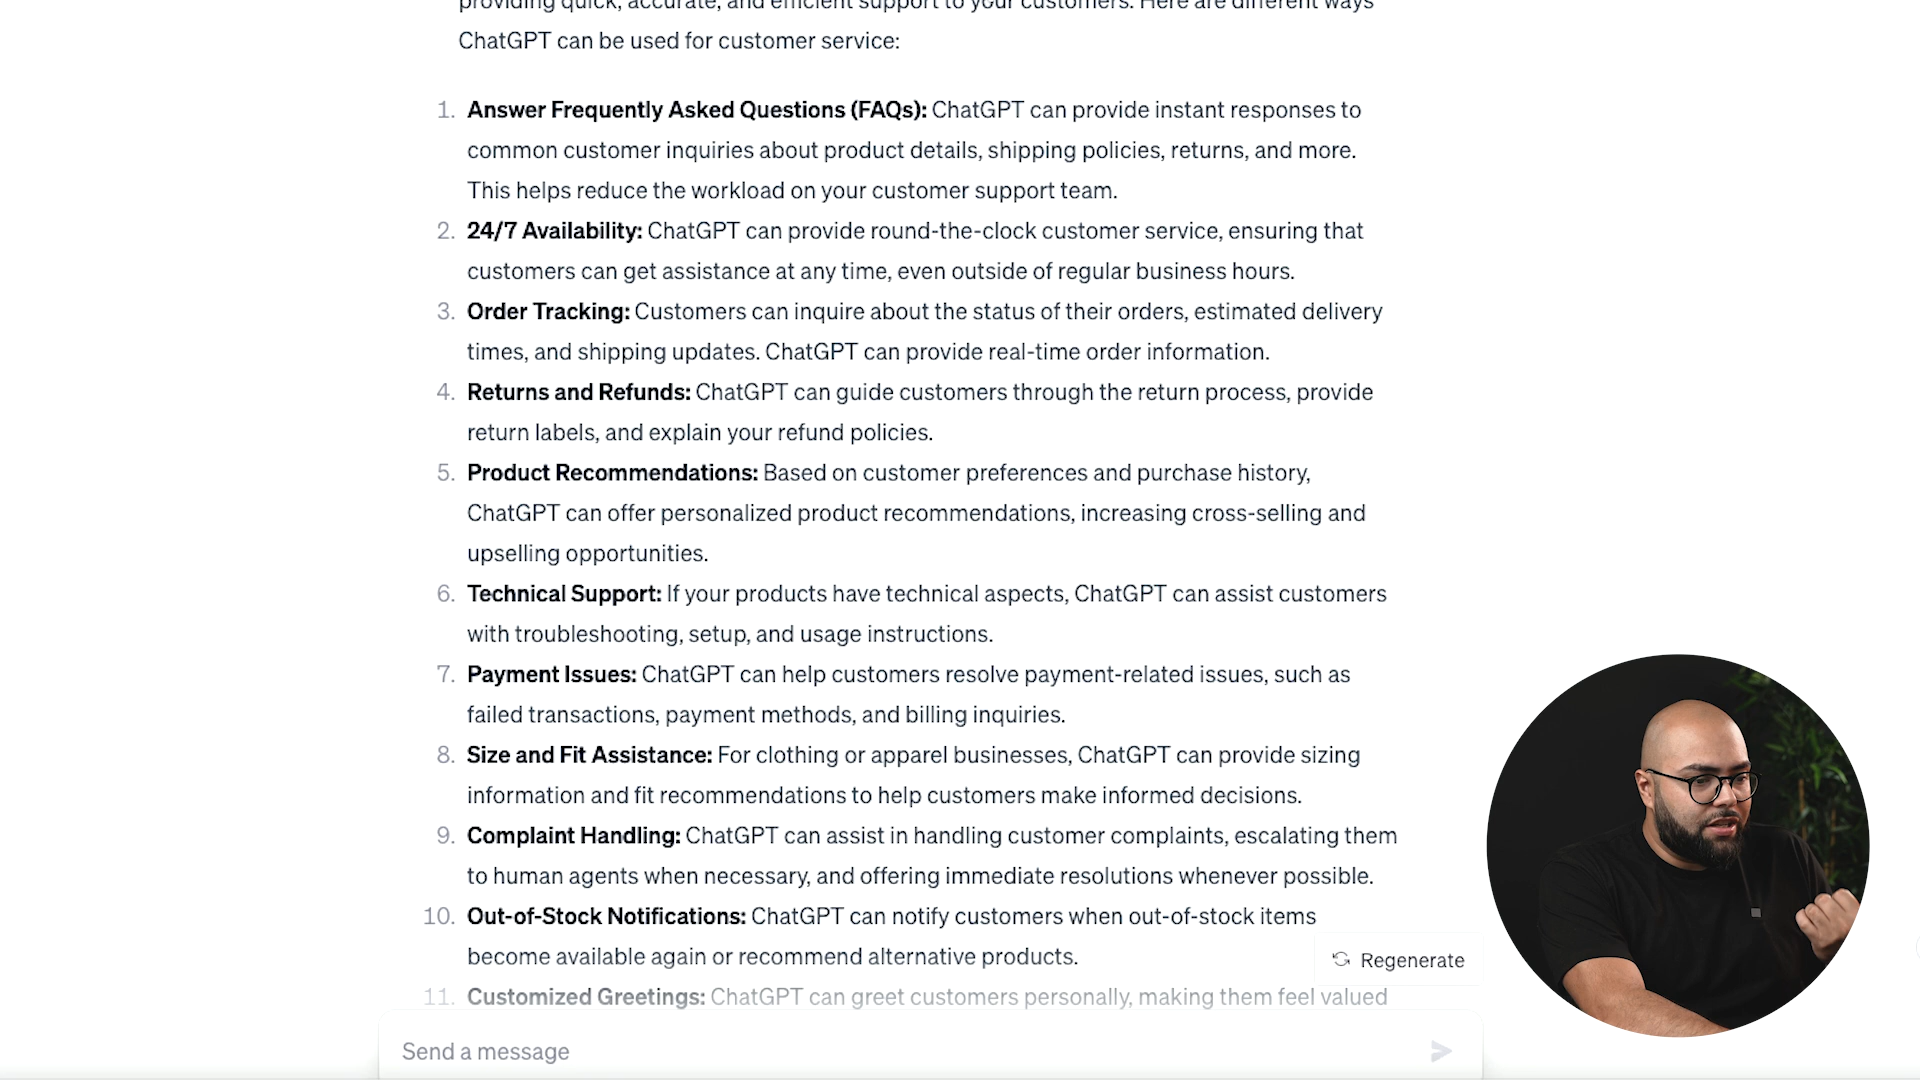 providing quick, accurate, and efficient support to your customers. Here are different ways
ChatGPT can be used for customer service:
1. Answer Frequently Asked Questions (FAQs): ChatGPT can provide instant responses to
common customer inquiries about product details, shipping policies, returns, and more.
This helps reduce the workload on your customer support team.
2. 24/7 Availability: ChatGPT can provide round-the-clock customer service, ensuring that
customers can get assistance at any time, even outside of regular business hours.
3. Order Tracking: Customers can inquire about the status of their orders, estimated delivery
times, and shipping updates. ChatGPT can provide real-time order information.
4. Returns and Refunds: ChatGPT can guide customers through the return process, provide
return labels, and explain your refund policies.
5. Product Recommendations: Based on customer preferences and purchase history,
ChatGPT can offer personalized product recommendations, increasing cross-selling and
upselling opportunities.
6. Technical Support: If your products have technical aspects, ChatGPT can assist customers
with troubleshooting, setup, and usage instructions.
7. Payment Issues: ChatGPT can help customers resolve payment-related issues, such as
failed transactions, payment methods, and billing inquiries.
8. Size and Fit Assistance: For clothing or apparel businesses, ChatGPT can provide sizing
information and fit recommendations to help customers make informed decisions.
9. Complaint Handling: ChatGPT can assist in handling customer complaints, escalating them
to human agents when necessary, and offering immediate resolutions whenever possible.
10. Out-of-Stock Notifications: ChatGPT can notify customers when out-of-stock items
become available again or recommend alternative products.
Regenerate
11. Customized Greetings: ChatGPT can greet customers personally, making them feel valued
Send a message